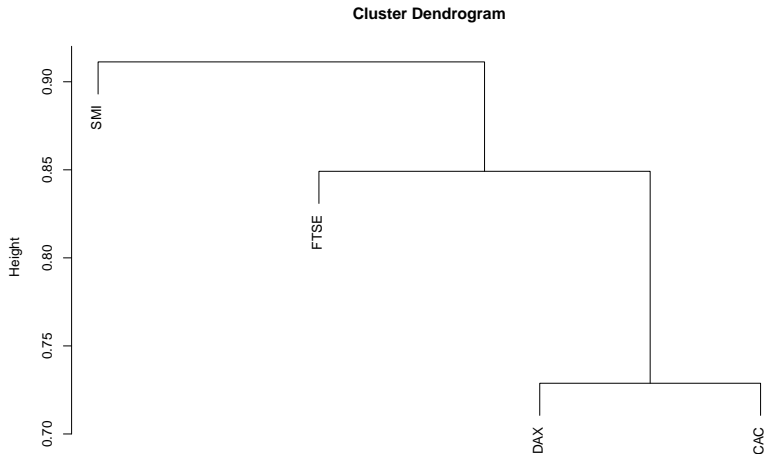 Cluster Dendrogram
Height
0.90
0.85
0.80
0.75
0.70
SMI
FTSE
DAX
CAC